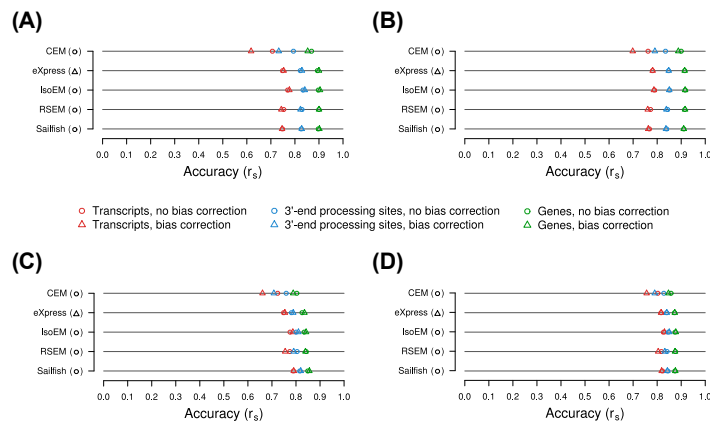 (A)
CEM (o)
eXpress (Δ)
IsoEM (o)
RSEM (o)
Sailfish (o)
0.0 0.1 0.2 0.3 0.4 0.5 0.6 0.7 0.8 0.9 1.0
Accuracy (rs)
(B)
CEM (o)
eXpress (Δ)
IsoEM (o)
RSEM (o)
Sailfish (o)
0.0 0.1 0.2 0.3 0.4 0.5 0.6 0.7 0.8 0.9 1.0
Accuracy (rs)
Transcripts, no bias correction
Transcripts, bias correction
3'-end processing sites, no bias correction
3'-end processing sites, bias correction
Genes, no bias correction
Genes, bias correction
(C)
CEM (o)
eXpress (Δ)
IsoEM (o)
RSEM (o)
Sailfish (o)
0.0 0.1 0.2 0.3 0.4 0.5 0.6 0.7 0.8 0.9 1.0
Accuracy (rs)
(D)
CEM (o)
eXpress (Δ)
IsoEM (o)
RSEM (o)
Sailfish (o)
0.0 0.1 0.2 0.3 0.4 0.5 0.6 0.7 0.8 0.9 1.0
Accuracy (rs)